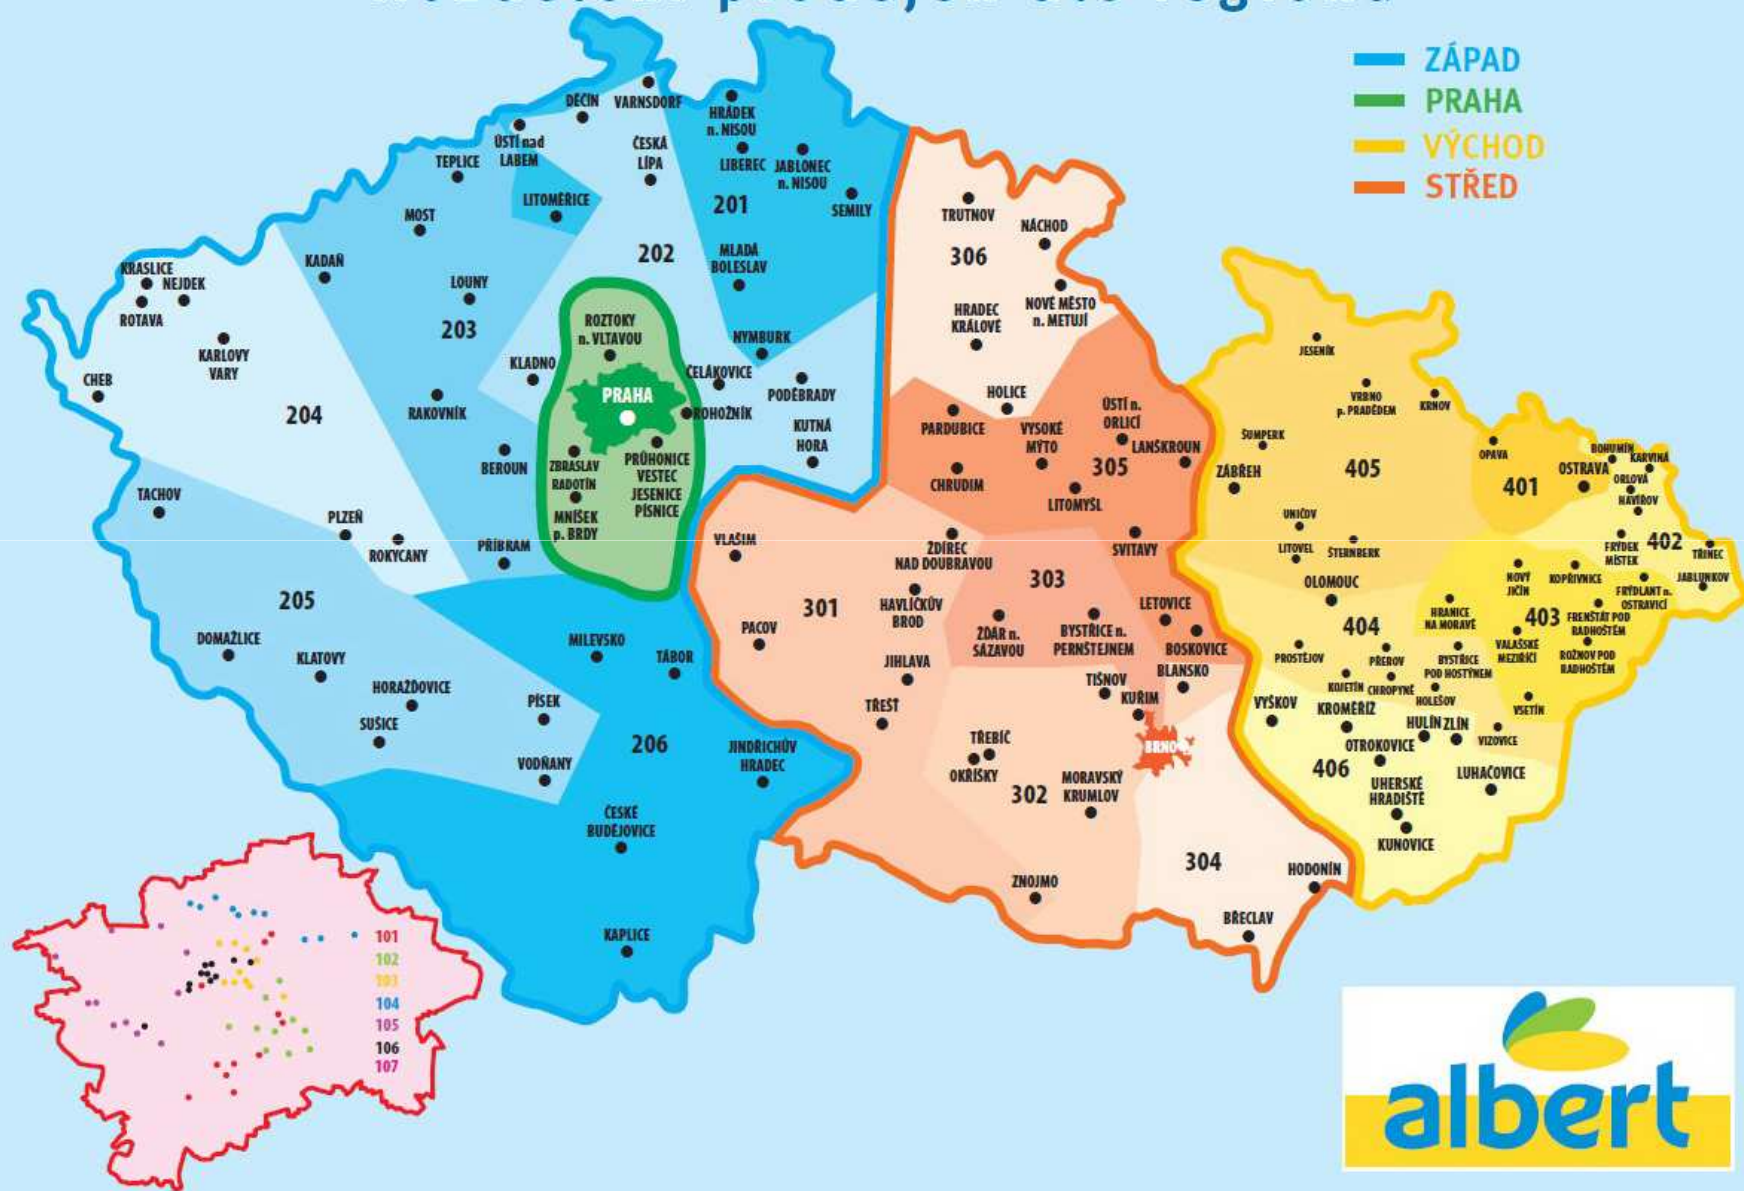 ZÁPAD
PRAHA
VÝCHOD
STŘED
DĚČÍN
VARNSDORF
HRÁDEK
n. NISOU
ÚSTÍ nad
LABEM
TEPLICE
ČESKÁ
LÍPA
LIBEREC
JABLONEC
n. NISOU
LITOMĚŘICE
201
SEMILY
MOST
202
KADAŇ
MLADÁ
BOLESLAV
KRASLICE
NEJDEK
ROTAVA
LOUNY
203
KARLOVY
VARY
CHEB
204
ROZTOKY
n. VLTAVOU
NYMBURK
KLADNO
ČELÁKOVICE
PRAHA
PODĚBRADY
RAKOVNÍK
ROHOŽNÍK
KUTNÁ
HORA
BEROUN
ZBRASLAV
RADOTÍN
PRŮHONICE
VESTEC
JESENICE
PÍSNICE
MNÍŠEK
p. BRDY
TACHOV
PLZEŇ
ROKYCANY
PŘÍBRAM
205
DOMAŽLICE
KLATOVY
HORAŽĎOVICE
SUŠICE
MILEVSKO
TÁBOR
PÍSEK
VODŇANY
206
JINDŘICHŮV
HRADEC
ČESKÉ
BUDĚJOVICE
KAPLICE
TRUTNOV
NÁCHOD
306
HRADEC
KRÁLOVÉ
NOVÉ MĚSTO
n. METUJÍ
HOLICE
PARDUBICE
VYSOKÉ
MÝTO
ÚSTÍ n.
ORLICÍ
305
LANŠKROUN
CHRUDIM
LITOMYŠL
SVITAVY
VLAŠIM
ŽDÍREC
NAD DOUBRAVOU
303
301
HAVLÍČKŮV
BROD
LETOVICE
PACOV
ŽDÁR n.
SÁZAVOU
BYSTŘICE n.
PERNŠTEJNEM
BOSKOVICE
JIHLAVA
BLANSKO
TIŠNOV
TŘEŠŤ
KUŘIM
TŘEBÍČ
BRNO
OKŘÍŠKY
302
MORAVSKÝ
KRUMLOV
304
ZNOJMO
HODONÍN
BŘECLAV
JESENÍK
VRBNO
p. PRADĚDEM
KRNOV
ŠUMPERK
OPAVA
BOHUMÍN
KARVINÁ
ZÁBŘEH
405
401
OSTRAVA
ORLOVÁ
HAVÍŘOV
UNIČOV
LITOVEL
ŠTERNBERK
FRÝDEK
MÍSTEK
402
TŘINEC
JABLUNKOV
OLOMOUC
NOVÝ
JIČÍN
KOPŘIVNICE
FRÝDLANT n.
OSTRAVICÍ
HRANICE
NA MORAVĚ
403
FRENŠTÁT POD
RADHOŠTĚM
404
VALAŠSKÉ
MEZIŘÍČÍ
ROŽNOV POD
RADHOŠTĚM
PROSTĚJOV
PŘEROV
BYSTŘICE
POD HOSTÝNEM
KOJETÍN
CHROPYNĚ
HOLEŠOV
VSETÍN
VYŠKOV
KROMĚŘÍŽ
HULÍN
ZLÍN
VIZOVICE
OTROKOVICE
406
LUHAČOVICE
UHERSKÉ
HRADIŠTĚ
KUNOVICE
101
102
103
104
105
106
107
albert